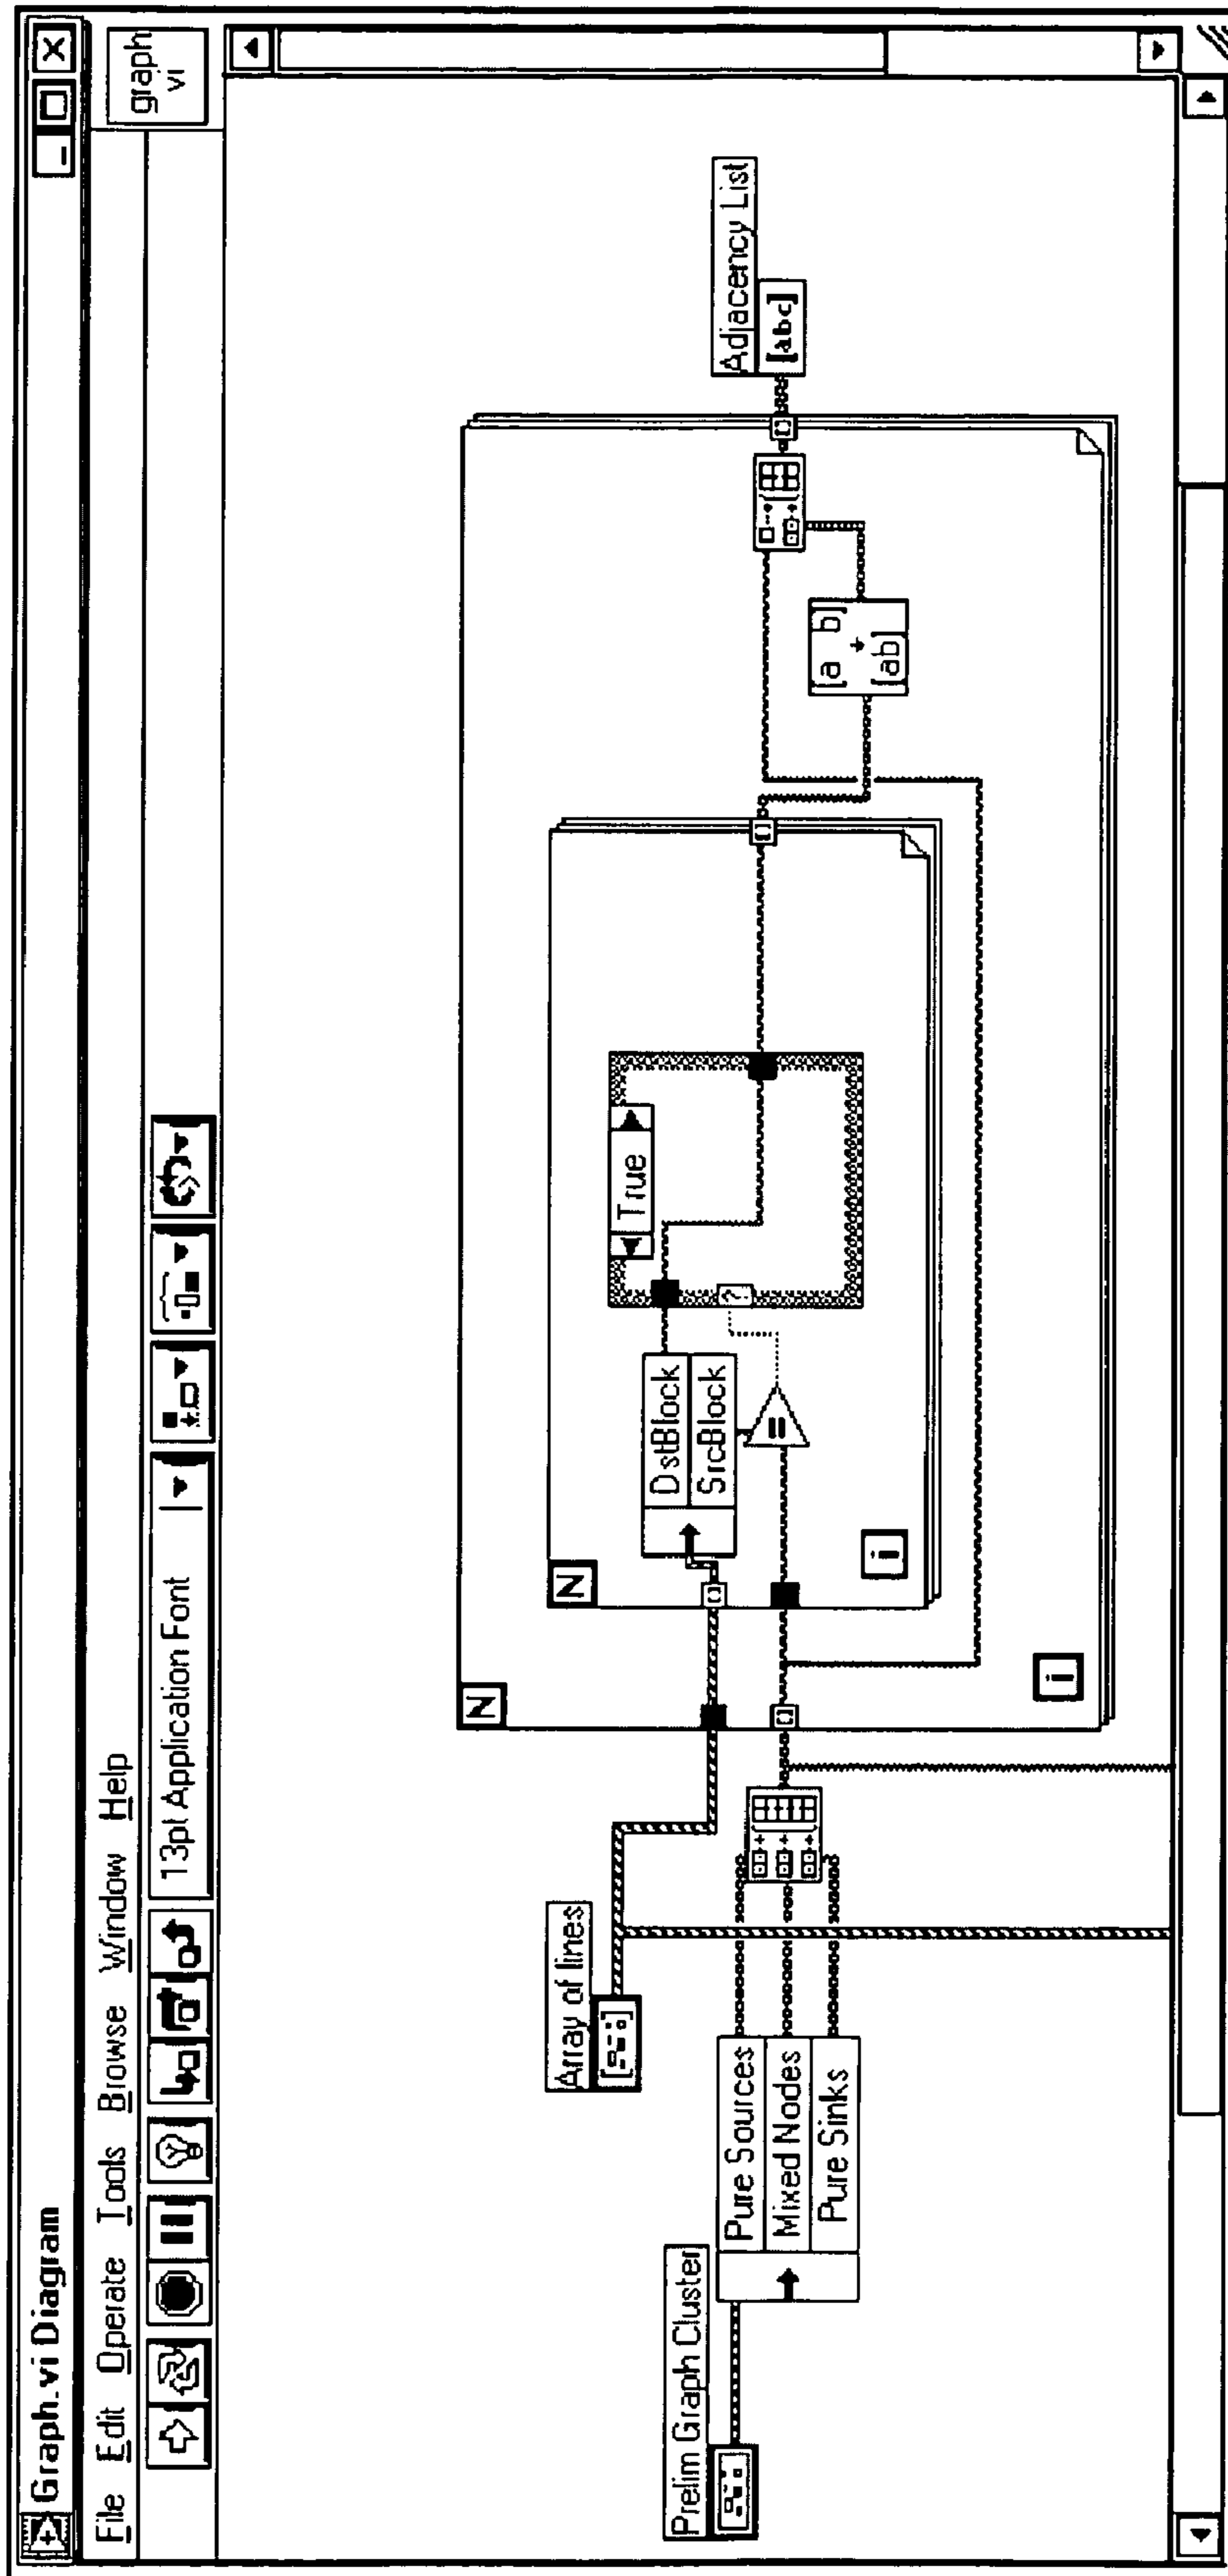 Graph.vi Diagram
File Edit Operate Tools Browse Window Help
13pt Application Font
graph
vi
Prelim Graph Cluster
Pure Sources
Mixed Nodes
Pure Sinks
Array of lines
N
N
DstBlock
SrcBlock
=
True
?
i
i
[a b]
[ab]
Adjacency List
[abc]